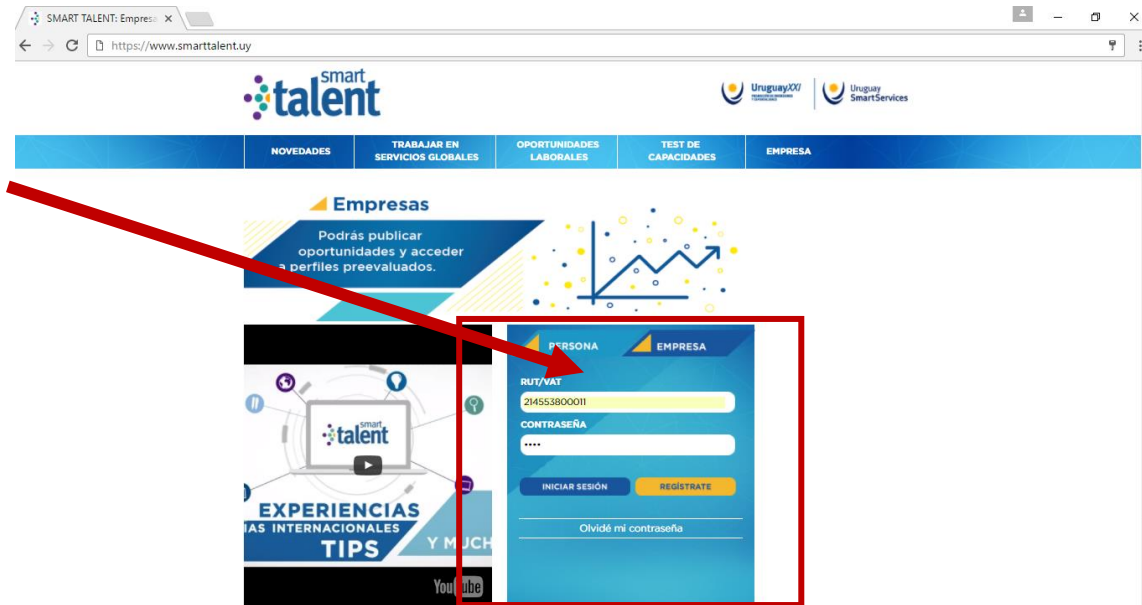 SMART TALENT: Empresa
https://www.smarttalent.uy
smart
talent
UruguayXXI
Uruguay
SmartServices
NOVEDADES
TRABAJAR EN
SERVICIOS GLOBALES
OPORTUNIDADES
LABORALES
TEST DE
CAPACIDADES
EMPRESA
Empresas
Podrás publicar
oportunidades y acceder
a perfiles preevaluados.
smart
talent
EXPERIENCIAS
AS INTERNACIONALES
TIPS
Y MUCH
YouTube
PERSONA
EMPRESA
RUT/VAT
214553800011
CONTRASEÑA
••••
INICIAR SESIÓN
REGÍSTRATE
Olvidé mi contraseña